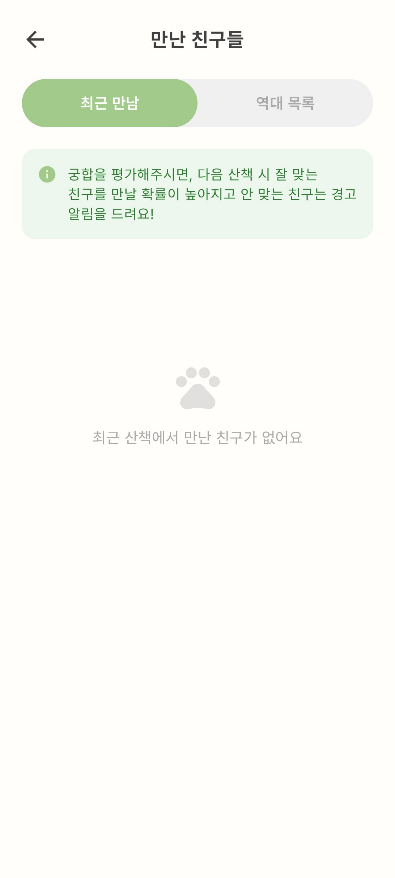 만난 친구들
최근 만남
역대 목록
궁합을 평가해주시면, 다음 산책 시 잘 맞는
친구를 만날 확률이 높아지고 안 맞는 친구는 경고
알림을 드려요!
최근 산책에서 만난 친구가 없어요